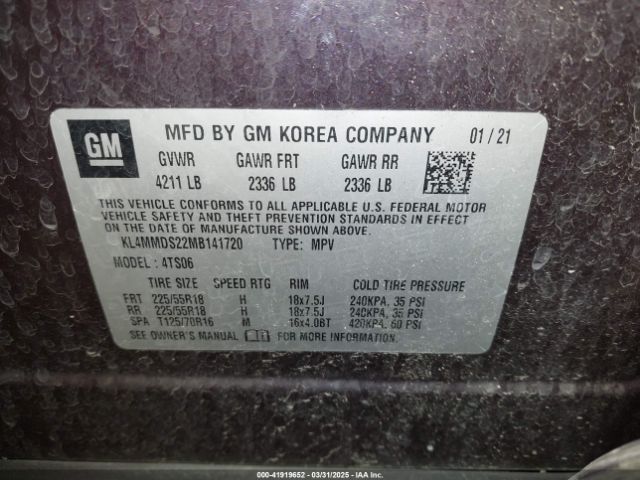 GM MFD BY GM KOREA COMPANY 01 / 21
GVWR GAWR FRT GAWR RR
4211 LB 2336 LB 2336 LB
THIS VEHICLE CONFORMS TO ALL APPLICABLE U.S. FEDERAL MOTOR
VEHICLE SAFETY AND THEFT PREVENTION STANDARDS IN EFFECT
ON THE DATE OF MANUFACTURE SHOWN ABOVE.
KL4MMDS22MB141720 TYPE: MPV
MODEL : 4TS06
TIRE SIZE SPEED RTG RIM COLD TIRE PRESSURE
FRT 225/55R18 H 18x7.5J 240KPA, 35 PSI
RR 225/55R18 H 18x7.5J 240KPA, 35 PSI
SPA T125/70R16 M 16x4.0BT 420KPA, 60 PSI
SEE OWNER'S MANUAL FOR MORE INFORMATION.
000-41919652 - 03/31/2025 - IAA Inc.